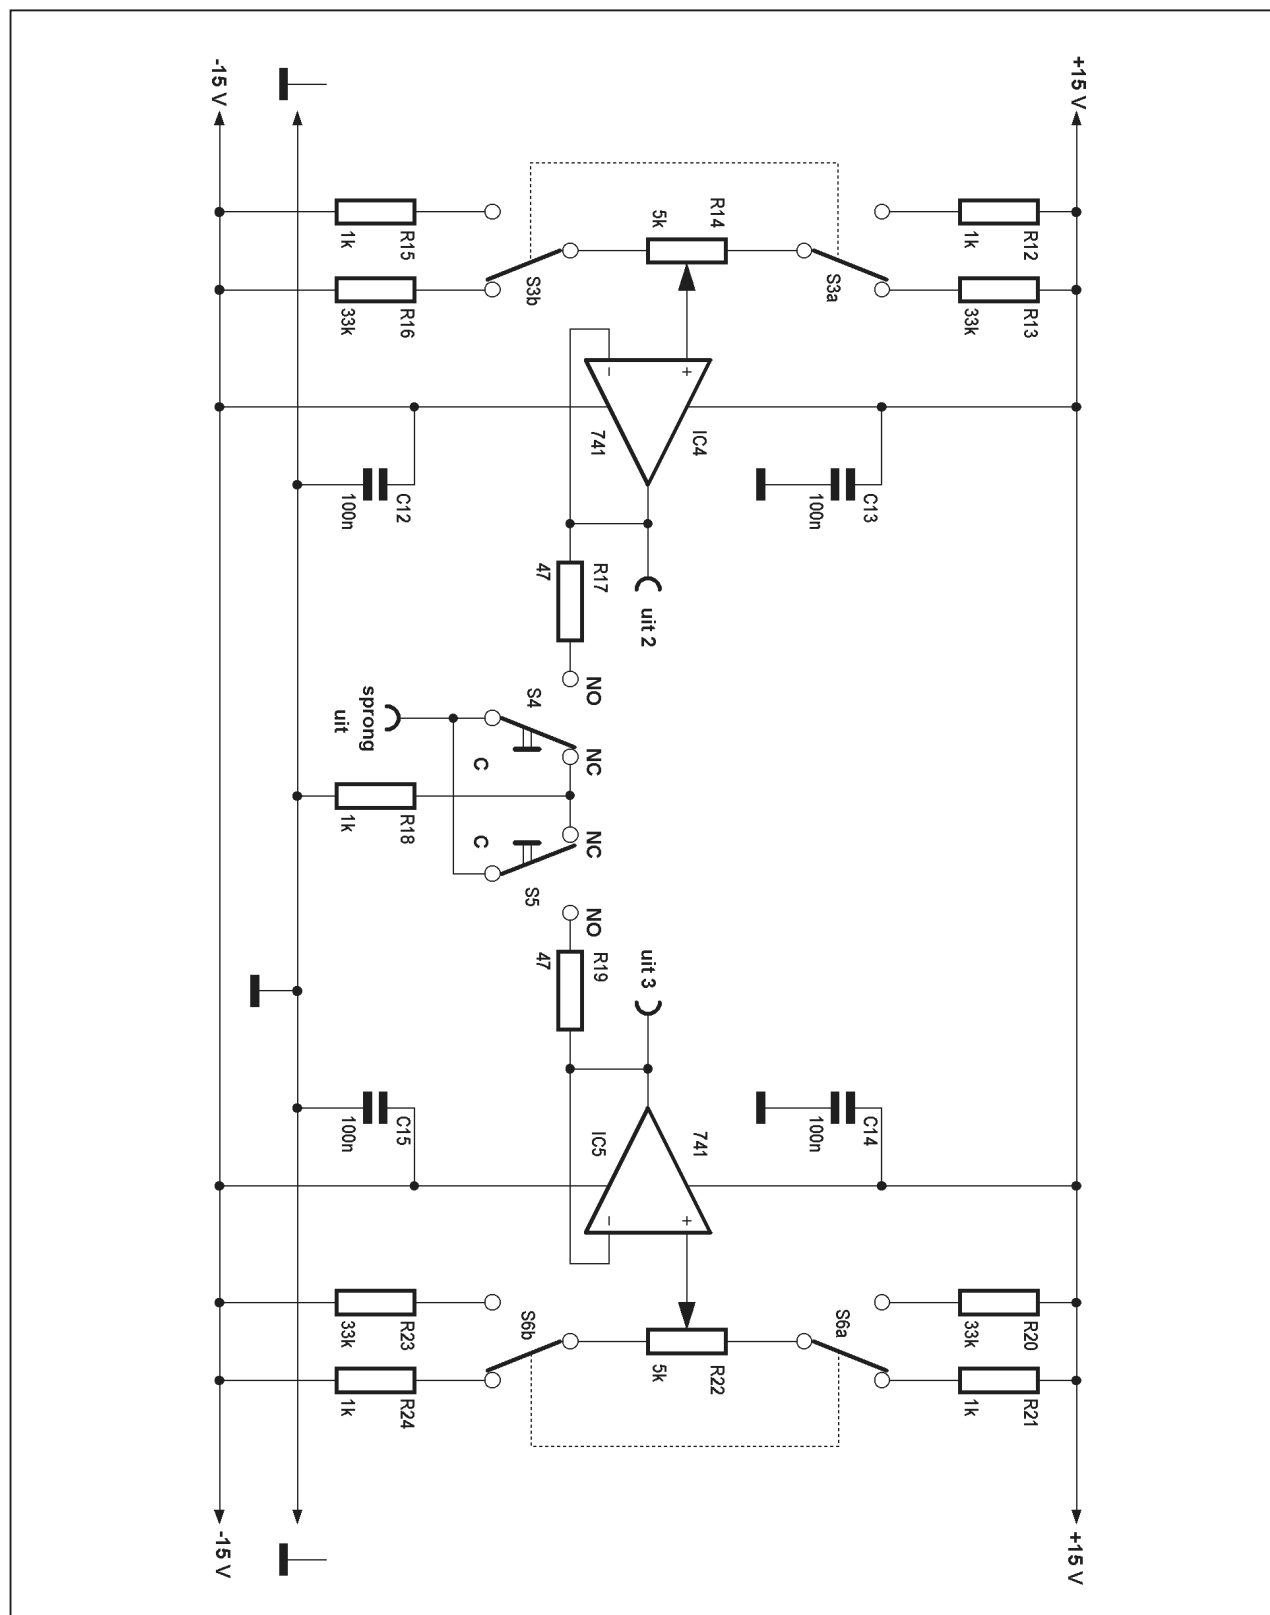 +15 V
+15 V
R12
1k
R13
33k
C13
100n
C14
100n
R20
33k
R21
1k
S3a
R14
5k
S3b
+
–
IC4
741
uit 2
R17
47
NO
S4
NC
C
NC
C
S5
NO
R19
47
uit 3
741
IC5
+
–
S6a
R22
5k
S6b
R15
1k
R16
33k
C12
100n
sprong
uit
R18
1k
C15
100n
R23
33k
R24
1k
-15 V
-15 V